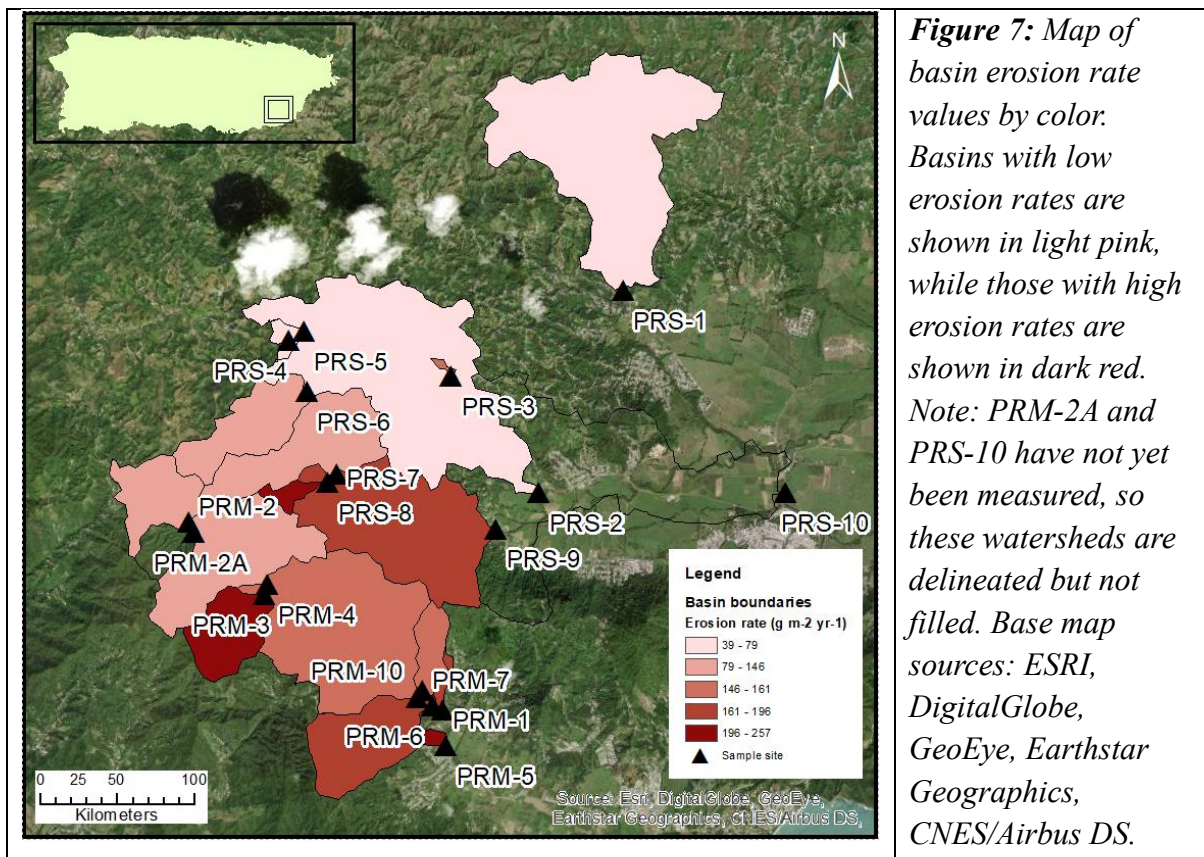 N
PRS-1
PRS-5
PRS-4
PRS-3
PRS-6
PRS-7
PRM-2
PRS-8
PRS-2
PRS-10
PRS-9
PRM-2A
PRM-3
PRM-4
PRM-10
PRM-7
PRM-1
PRM-6
PRM-5
Legend
Basin boundaries
Erosion rate (g m-2 yr-1)
39 - 79
79 - 146
146 - 161
161 - 196
196 - 257
Sample site
0 25 50 100
Kilometers
Source: Esri, DigitalGlobe, GeoEye,
Earthstar Geographics, CNES/Airbus DS,
Figure 7: Map of
basin erosion rate
values by color.
Basins with low
erosion rates are
shown in light pink,
while those with high
erosion rates are
shown in dark red.
Note: PRM-2A and
PRS-10 have not yet
been measured, so
these watersheds are
delineated but not
filled. Base map
sources: ESRI,
DigitalGlobe,
GeoEye, Earthstar
Geographics,
CNES/Airbus DS.